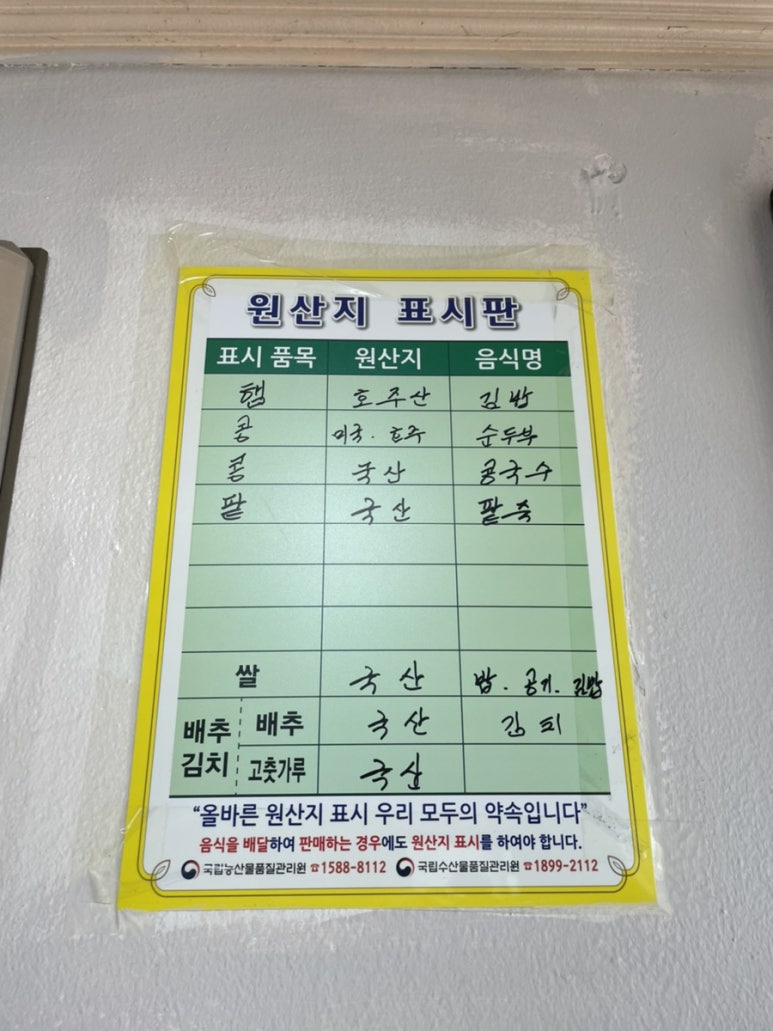 원산지 표시판
표시 품목 원산지 음식명
햄 호주산 김밥
콩 미국. 호주 순두부
콩 국산 콩국수
팥 국산 팥죽
쌀 국산 밥. 공기. 김밥
배추김치 배추 국산 김치
고춧가루 국산
“올바른 원산지 표시 우리 모두의 약속입니다”
음식을 배달하여 판매하는 경우에도 원산지 표시를 하여야 합니다.
국립농산물품질관리원 ☎1588-8112 국립수산물품질관리원 ☎1899-2112